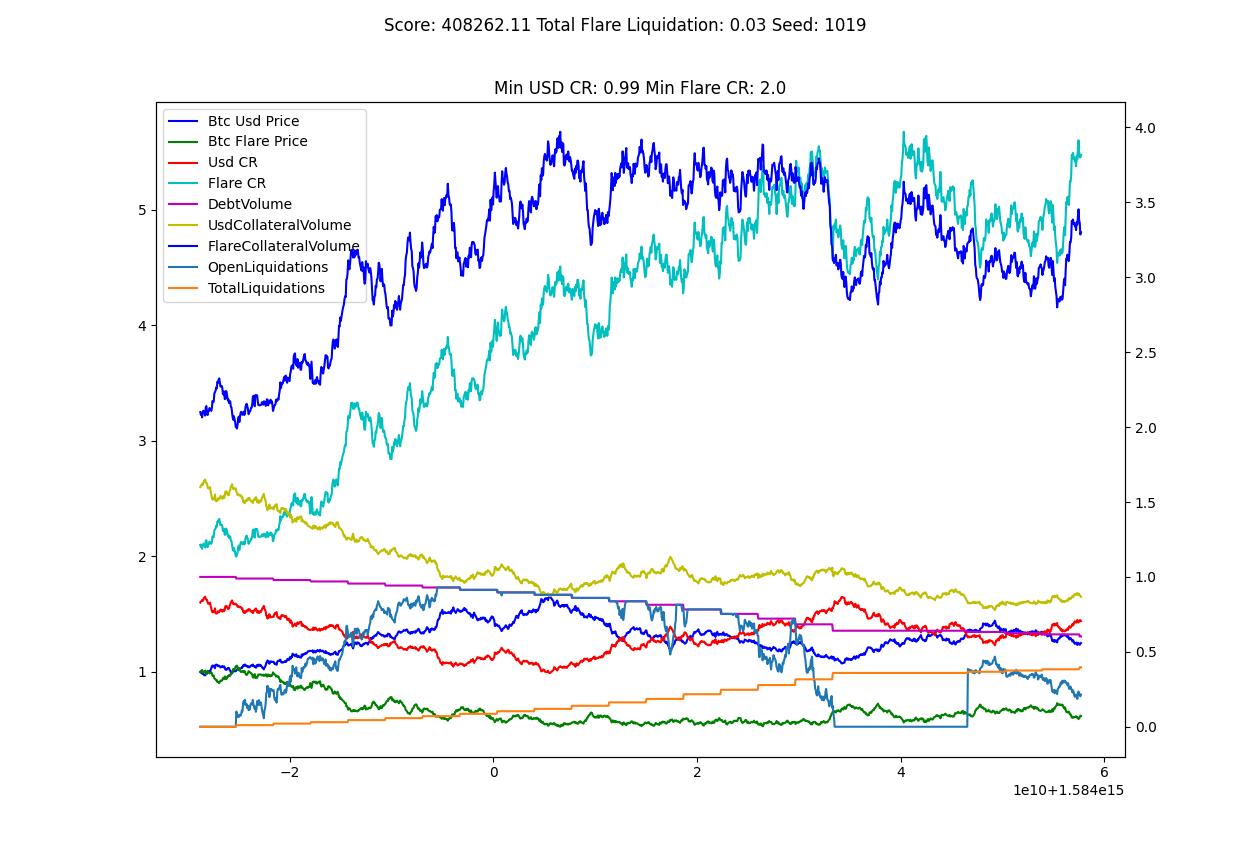 Score: 408262.11 Total Flare Liquidation: 0.03 Seed: 1019
Min USD CR: 0.99 Min Flare CR: 2.0
Btc Usd Price
Btc Flare Price
Usd CR
Flare CR
DebtVolume
UsdCollateralVolume
FlareCollateralVolume
OpenLiquidations
TotalLiquidations
5
4
3
2
1
4.0
3.5
3.0
2.5
2.0
1.5
1.0
0.5
0.0
−2 0 2 4 6
1e10+1.584e15